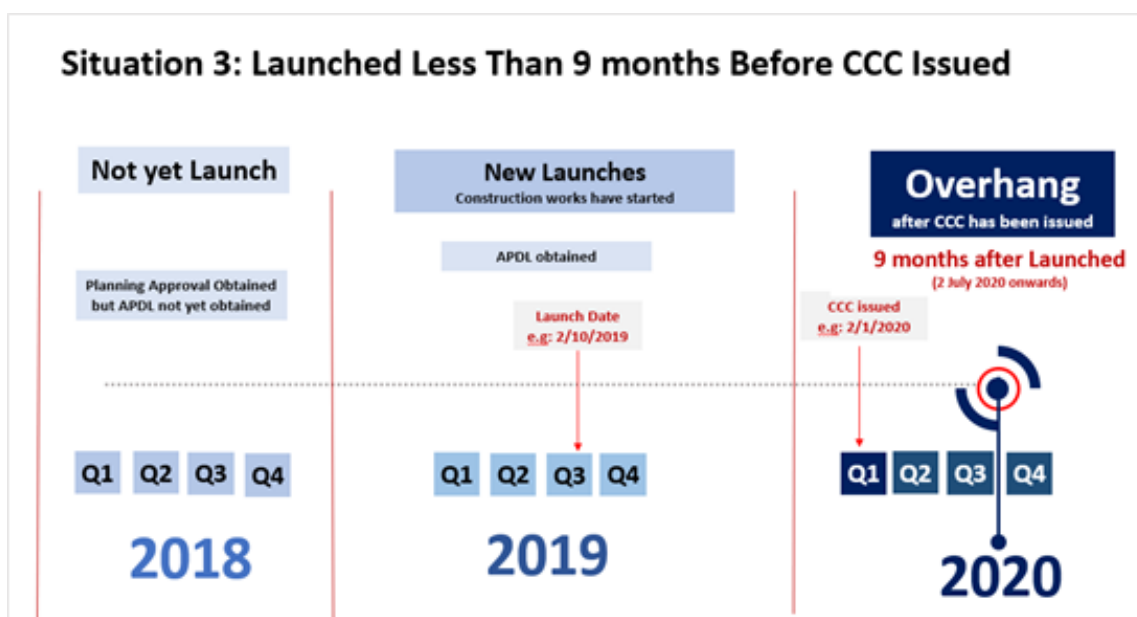 Situation 3: Launched Less Than 9 months Before CCC Issued
Not yet Launch
New Launches
Construction works have started
Overhang
after CCC has been issued
APDL obtained
9 months after Launched
(2 July 2020 onwards)
Planning Approval Obtained
but APDL not yet obtained
Launch Date
e.g: 2/10/2019
CCC issued
e.g: 2/1/2020
Q1 Q2 Q3 Q4
Q1 Q2 Q3 Q4
Q1 Q2 Q3 Q4
2018
2019
2020